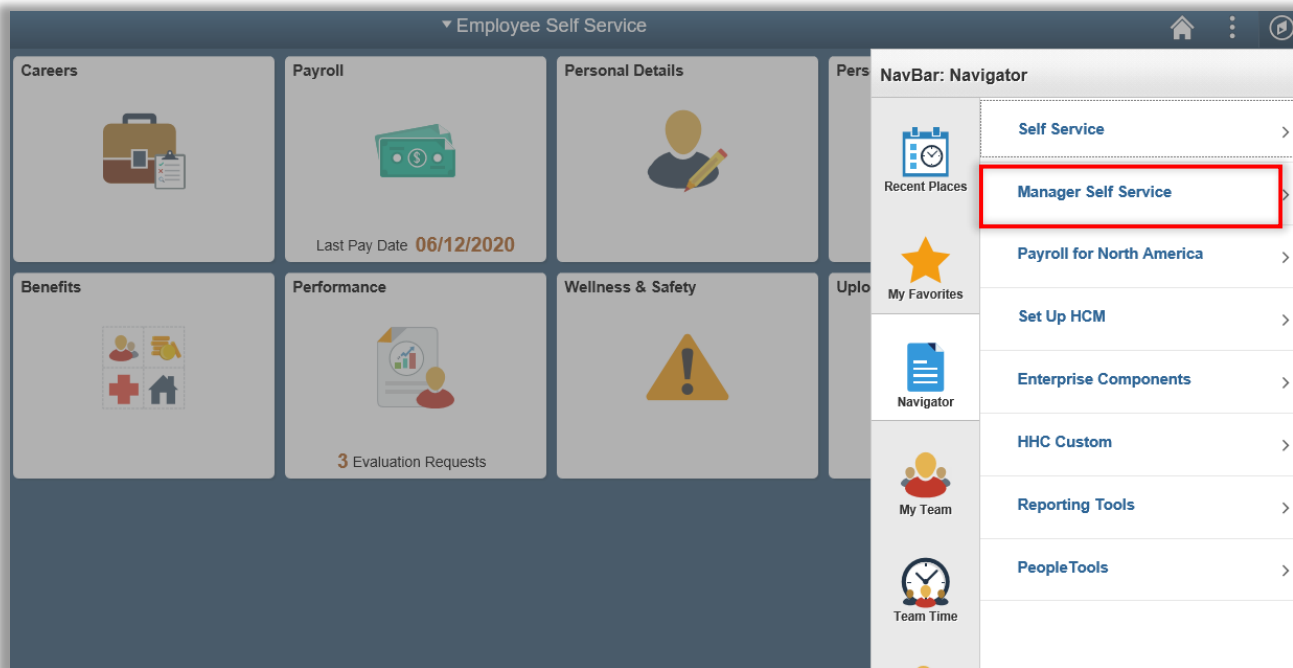 Employee Self Service
Careers
Payroll
Last Pay Date 06/12/2020
Personal Details
Pers
Benefits
Performance
3 Evaluation Requests
Wellness & Safety
Uplo
NavBar: Navigator
Recent Places
My Favorites
Navigator
My Team
Team Time
Self Service
Manager Self Service
Payroll for North America
Set Up HCM
Enterprise Components
HHC Custom
Reporting Tools
PeopleTools